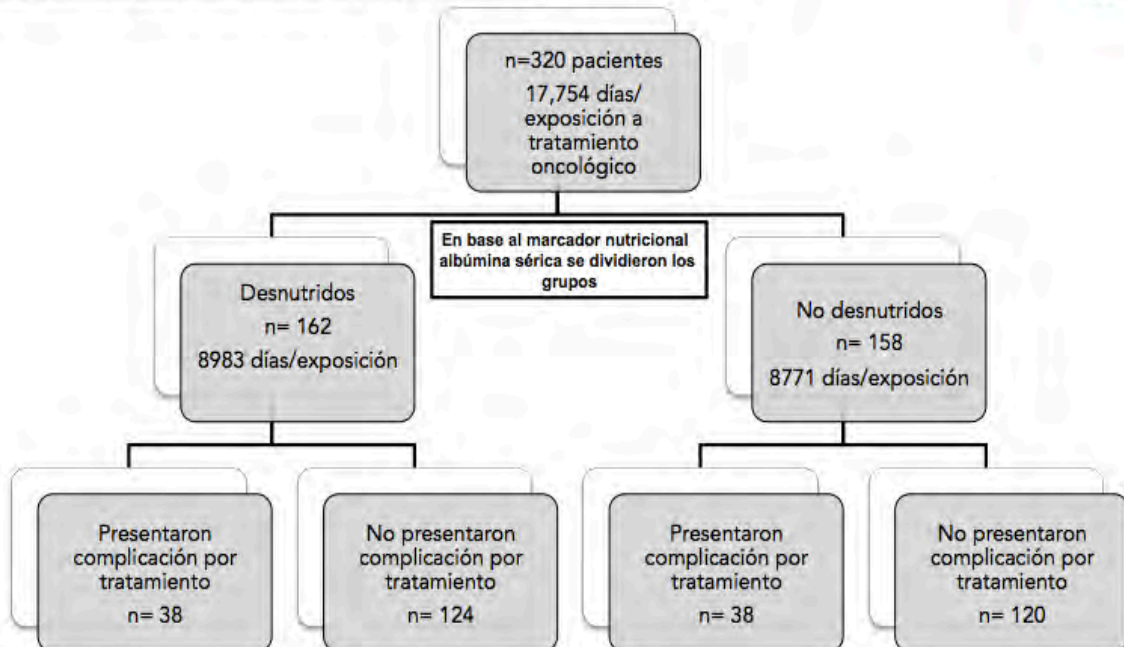 n=320 pacientes
17,754 días/
exposición a
tratamiento
oncológico
En base al marcador nutricional
albúmina sérica se dividieron los
grupos
Desnutridos
n= 162
8983 días/exposición
No desnutridos
n= 158
8771 días/exposición
Presentaron
complicación por
tratamiento
n= 38
No presentaron
complicación por
tratamiento
n= 124
Presentaron
complicación por
tratamiento
n= 38
No presentaron
complicación por
tratamiento
n= 120